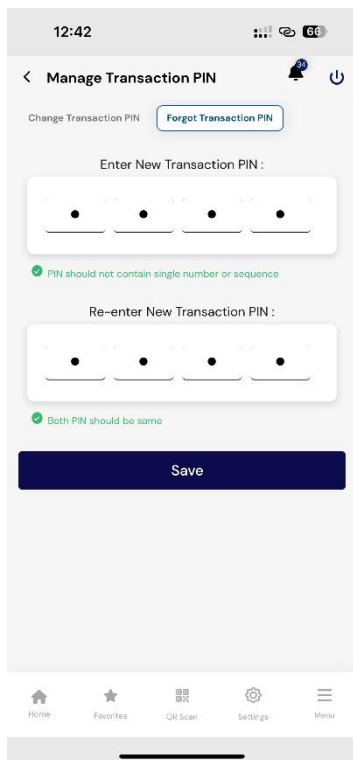 12:42
66
Manage Transaction PIN
34
Change Transaction PIN
Forgot Transaction PIN
Enter New Transaction PIN :
PIN should not contain single number or sequence
Re-enter New Transaction PIN :
Both PIN should be same
Save
Home
Favorites
QR Scan
Settings
Menu